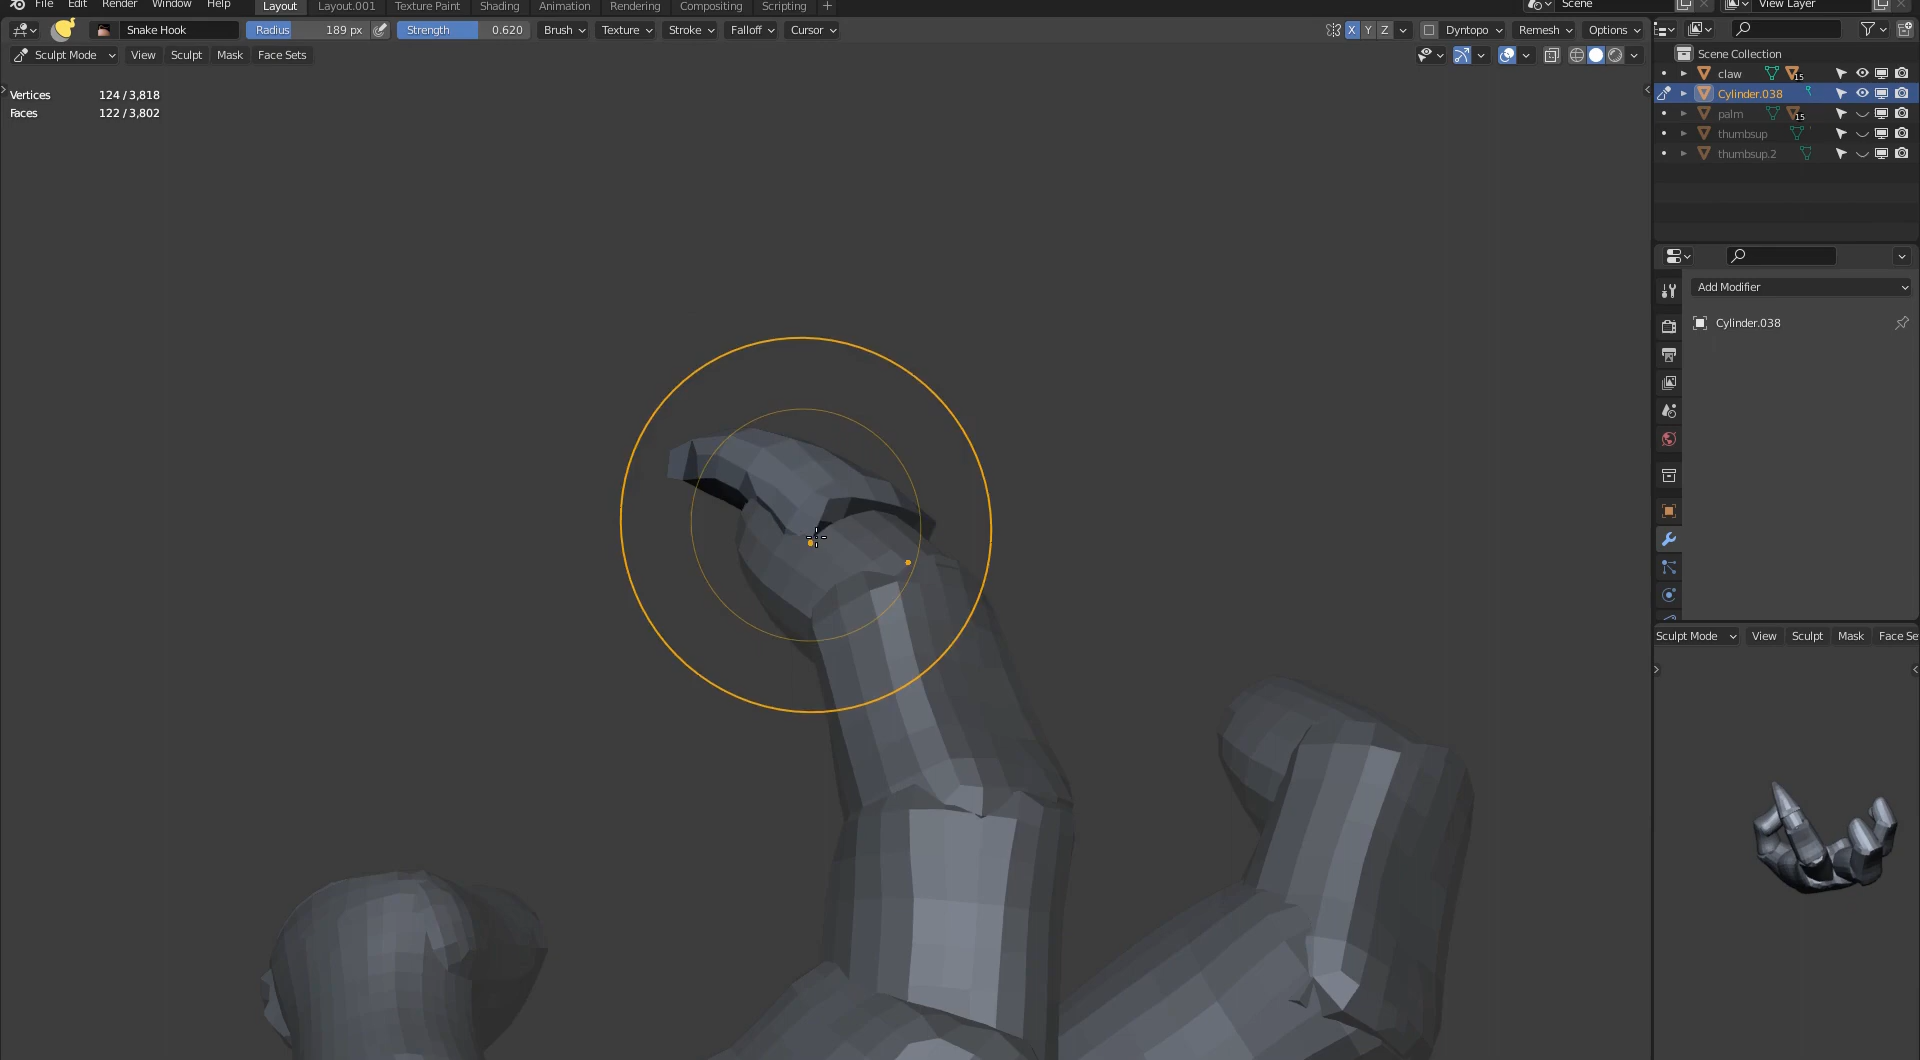 File Edit Render Window Help Layout Layout.001 Texture Paint Shading Animation Rendering Compositing Scripting + Scene View Layer
Snake Hook Radius 189 px Strength 0.620 Brush Texture Stroke Falloff Cursor X Y Z Dyntopo Remesh Options
Sculpt Mode View Sculpt Mask Face Sets
Scene Collection
claw 15
Cylinder.038
palm 15
thumbsup
thumbsup.2
Vertices 124 / 3,818
Faces 122 / 3,802
Add Modifier
Cylinder.038
Sculpt Mode View Sculpt Mask Face Se